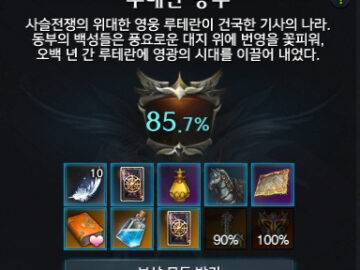 사슬전쟁의 위대한 영웅 루테란이 건국한 기사의 나라.
동부의 백성들은 풍요로운 대지 위에 번영을 꽃피워,
오백 년 간 루테란에 영광의 시대를 이끌어 내었다.
85.7%
10
90%
100%